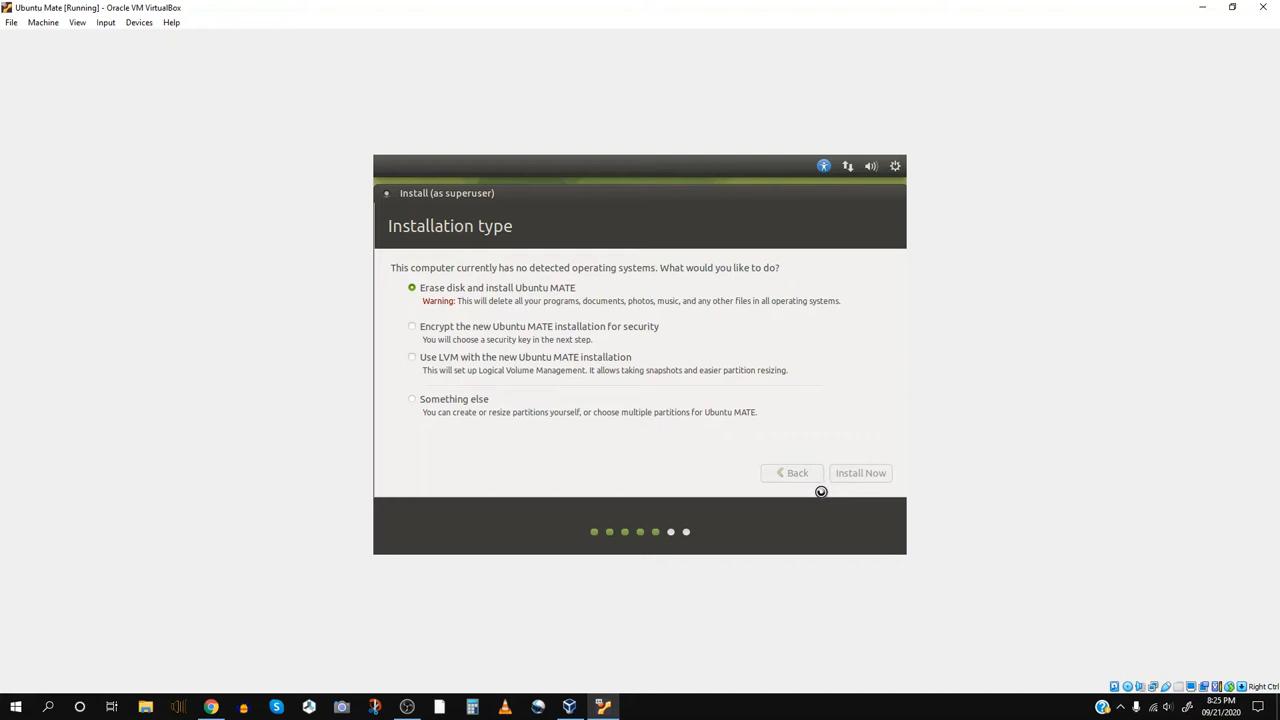 Ubuntu Mate [Running] - Oracle VM VirtualBox
File Machine View Input Devices Help
Install (as superuser)
Installation type
This computer currently has no detected operating systems. What would you like to do?
Erase disk and install Ubuntu MATE
Warning: This will delete all your programs, documents, photos, music, and any other files in all operating systems.
Encrypt the new Ubuntu MATE installation for security
You will choose a security key in the next step.
Use LVM with the new Ubuntu MATE installation
This will set up Logical Volume Management. It allows taking snapshots and easier partition resizing.
Something else
You can create or resize partitions yourself, or choose multiple partitions for Ubuntu MATE.
Back Install Now
Right Ctrl
8:25 PM
09/21/2020